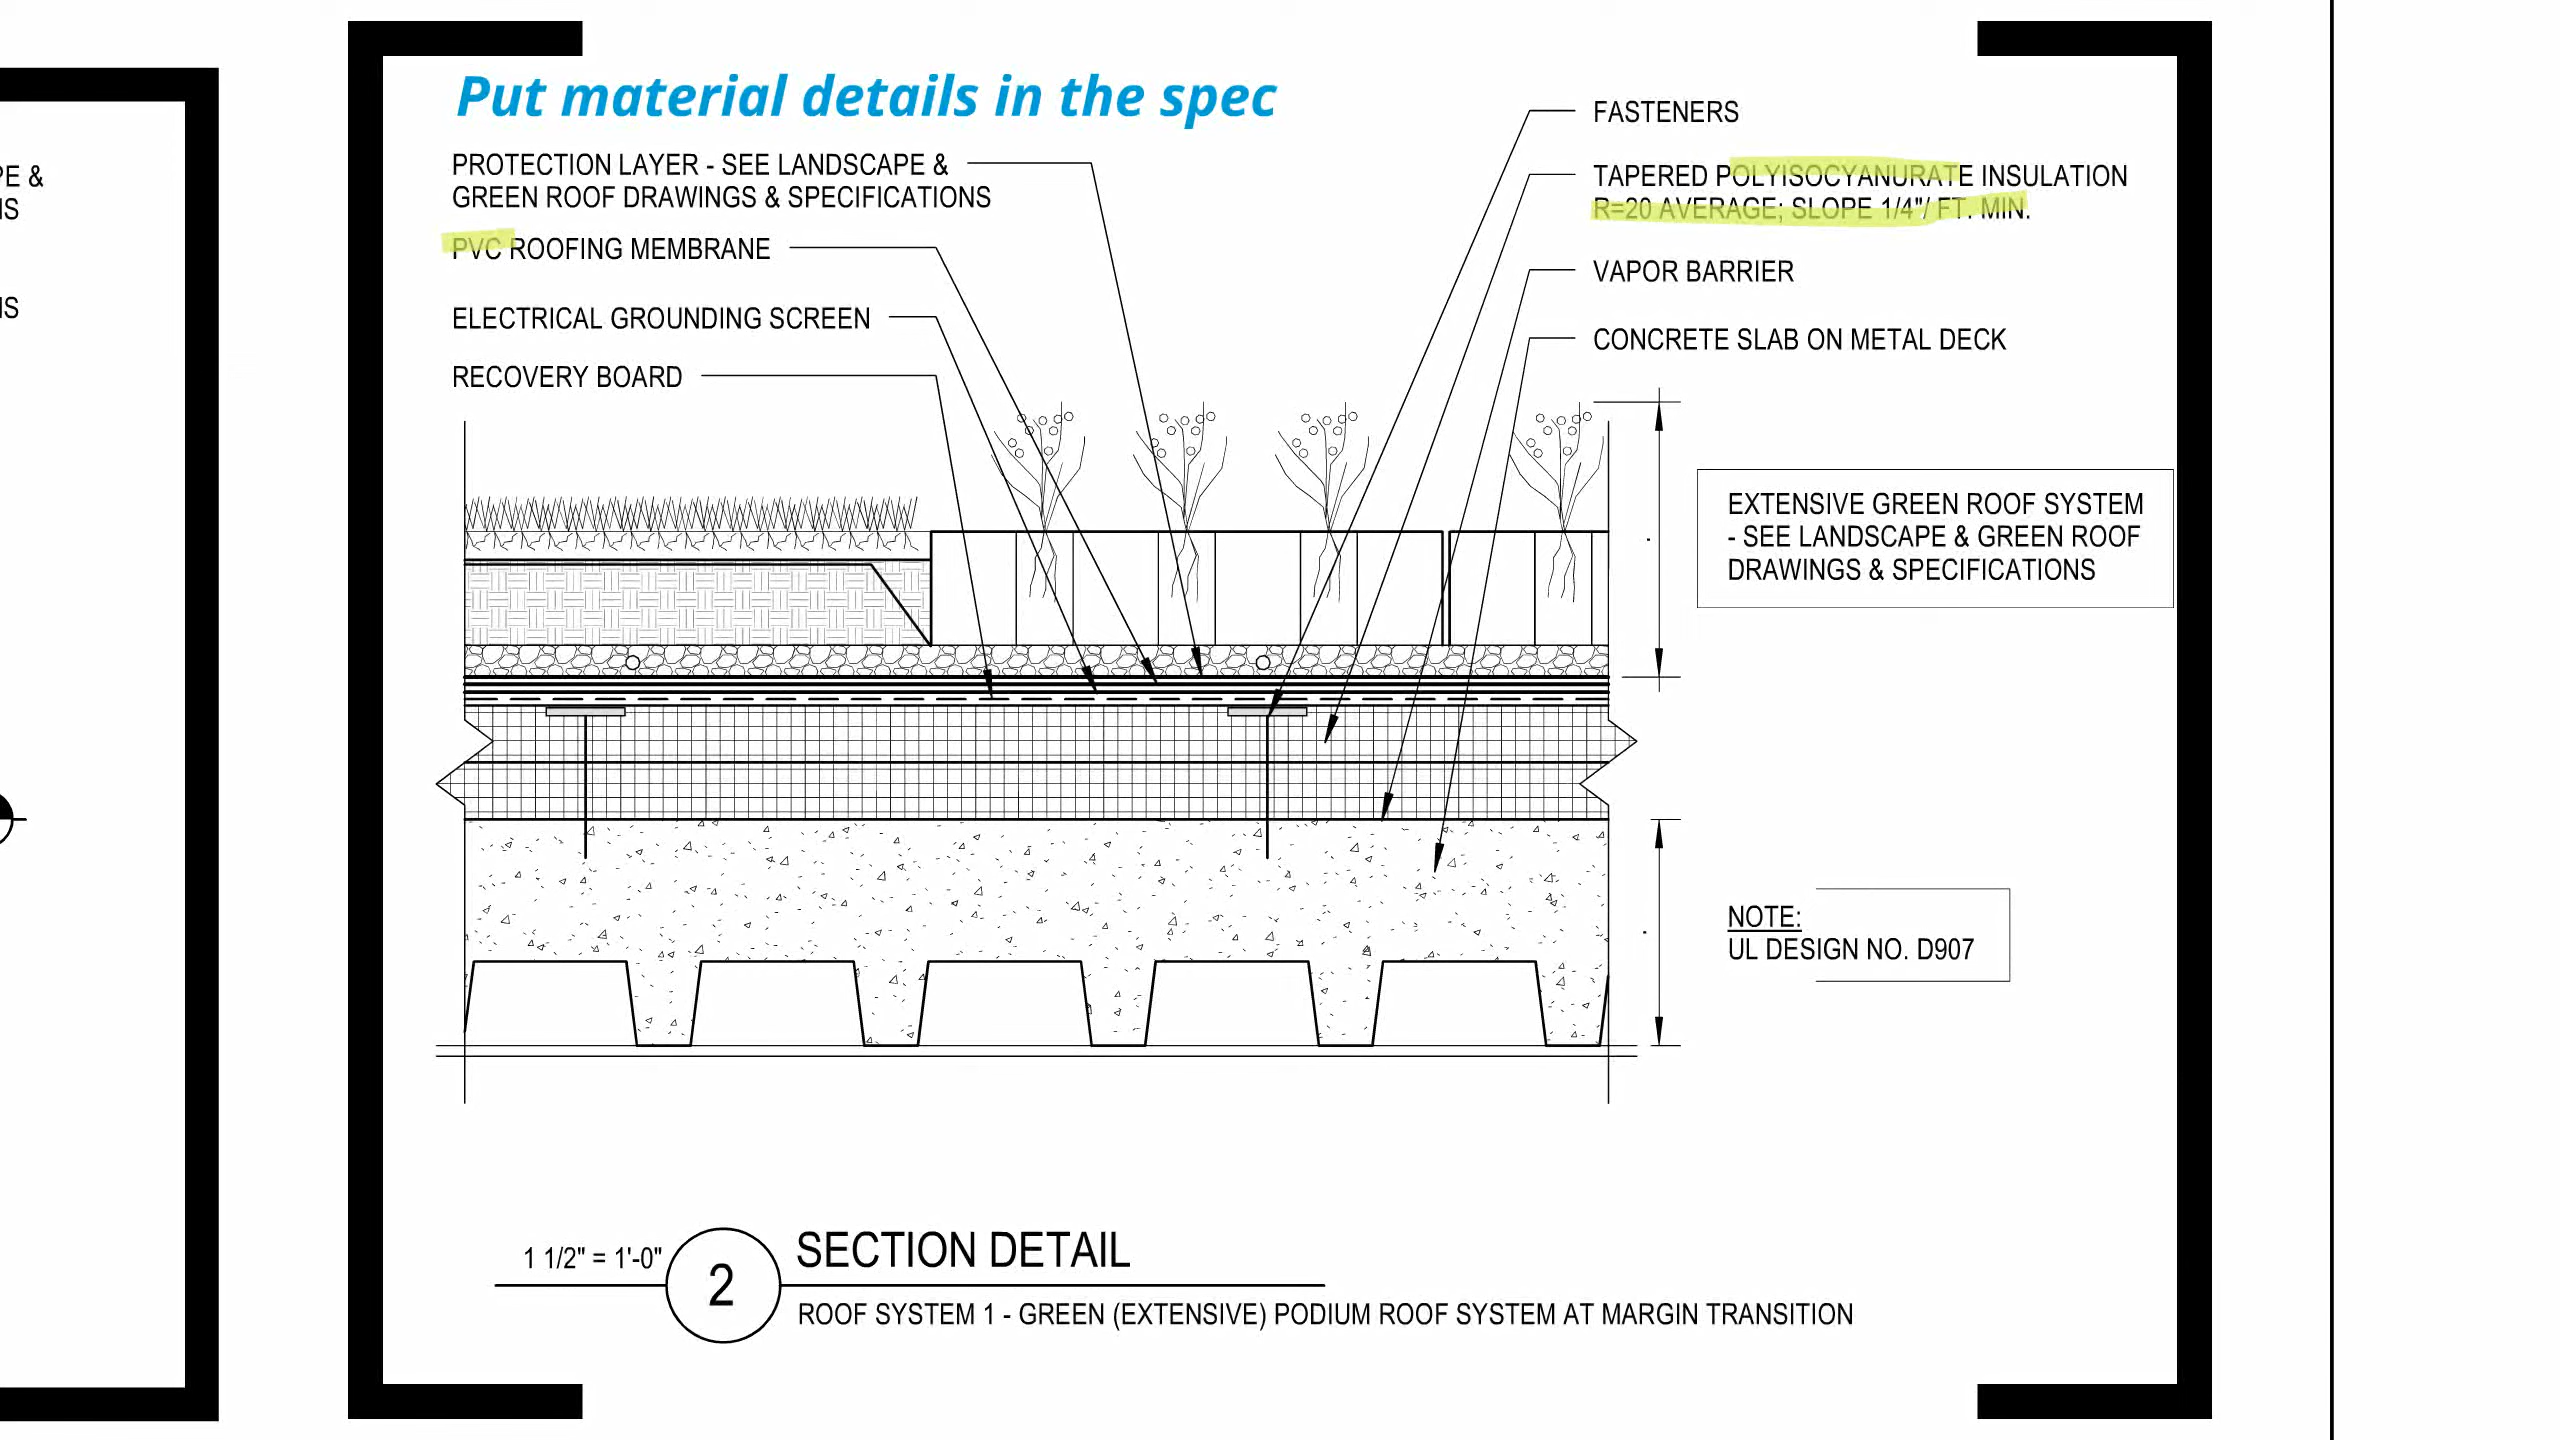 PE &
NS
NS
Put material details in the spec
PROTECTION LAYER - SEE LANDSCAPE &
GREEN ROOF DRAWINGS & SPECIFICATIONS
PVC ROOFING MEMBRANE
ELECTRICAL GROUNDING SCREEN
RECOVERY BOARD
FASTENERS
TAPERED POLYISOCYANURATE INSULATION
R=20 AVERAGE; SLOPE 1/4"/ FT. MIN.
VAPOR BARRIER
CONCRETE SLAB ON METAL DECK
EXTENSIVE GREEN ROOF SYSTEM
- SEE LANDSCAPE & GREEN ROOF
DRAWINGS & SPECIFICATIONS
NOTE:
UL DESIGN NO. D907
1 1/2" = 1'-0"
2
SECTION DETAIL
ROOF SYSTEM 1 - GREEN (EXTENSIVE) PODIUM ROOF SYSTEM AT MARGIN TRANSITION